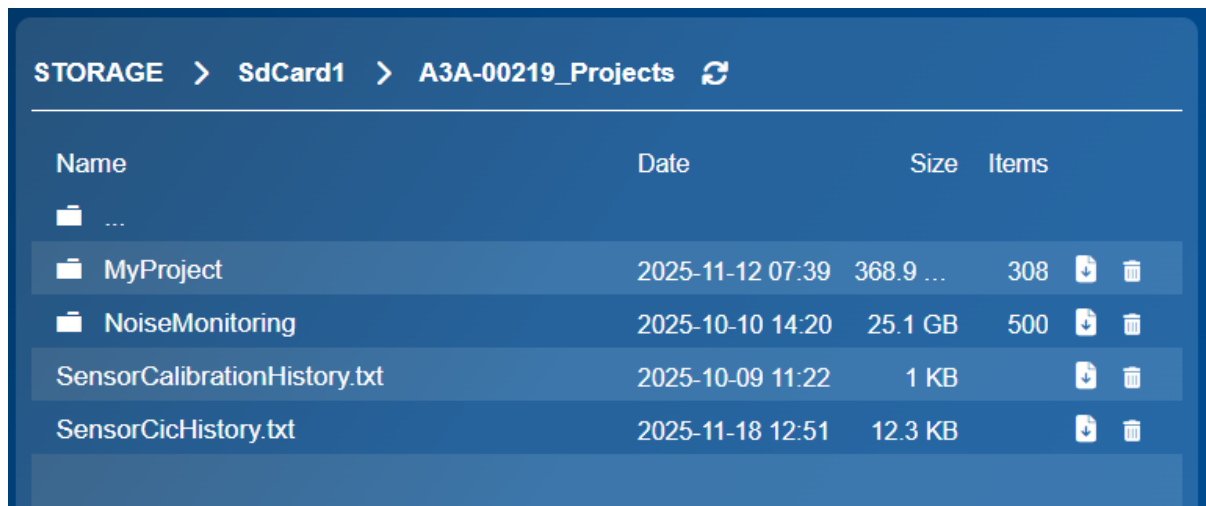 STORAGE > SdCard1 > A3A-00219_Projects
Name Date Size Items
...
MyProject 2025-11-12 07:39 368.9 ... 308
NoiseMonitoring 2025-10-10 14:20 25.1 GB 500
SensorCalibrationHistory.txt 2025-10-09 11:22 1 KB
SensorCicHistory.txt 2025-11-18 12:51 12.3 KB